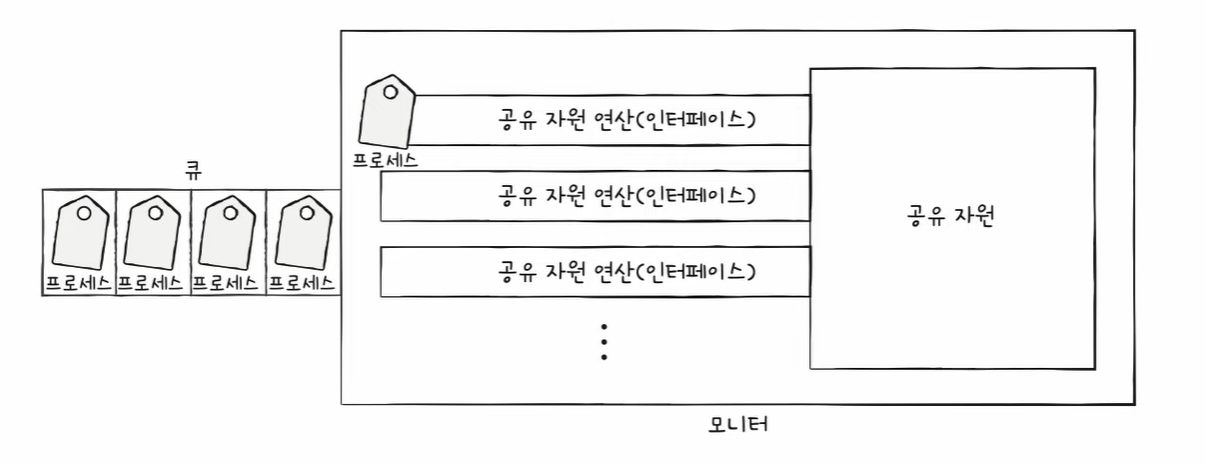 큐
프로세스 프로세스 프로세스 프로세스
프로세스
공유 자원 연산(인터페이스)
공유 자원 연산(인터페이스)
공유 자원 연산(인터페이스)
공유 자원
모니터